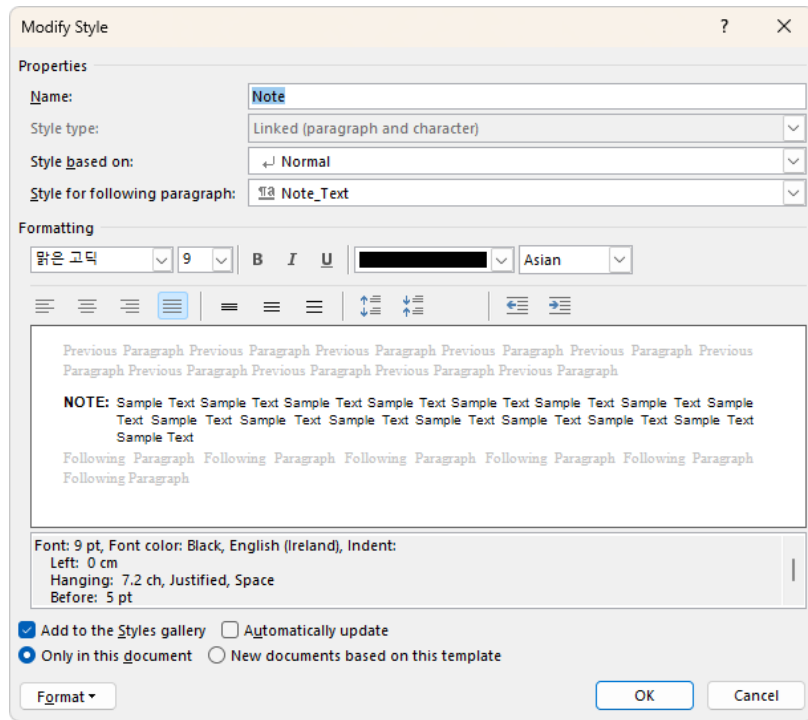 Modify Style
?
Properties
Name:
Note
Style type:
Linked (paragraph and character)
Style based on:
Normal
Style for following paragraph:
Note_Text
Formatting
맑은 고딕
9
B I U
Asian
Previous Paragraph Previous Paragraph Previous Paragraph Previous Paragraph Previous Paragraph Previous
Paragraph Previous Paragraph Previous Paragraph Previous Paragraph Previous Paragraph
NOTE: Sample Text Sample Text Sample Text Sample Text Sample Text Sample Text Sample Text Sample
Text Sample Text Sample Text Sample Text Sample Text Sample Text Sample Text Sample Text
Sample Text
Following Paragraph Following Paragraph Following Paragraph Following Paragraph Following Paragraph
Following Paragraph
Font: 9 pt, Font color: Black, English (Ireland), Indent:
Left: 0 cm
Hanging: 7.2 ch, Justified, Space
Before: 5 pt
Add to the Styles gallery
Automatically update
Only in this document
New documents based on this template
Format
OK
Cancel